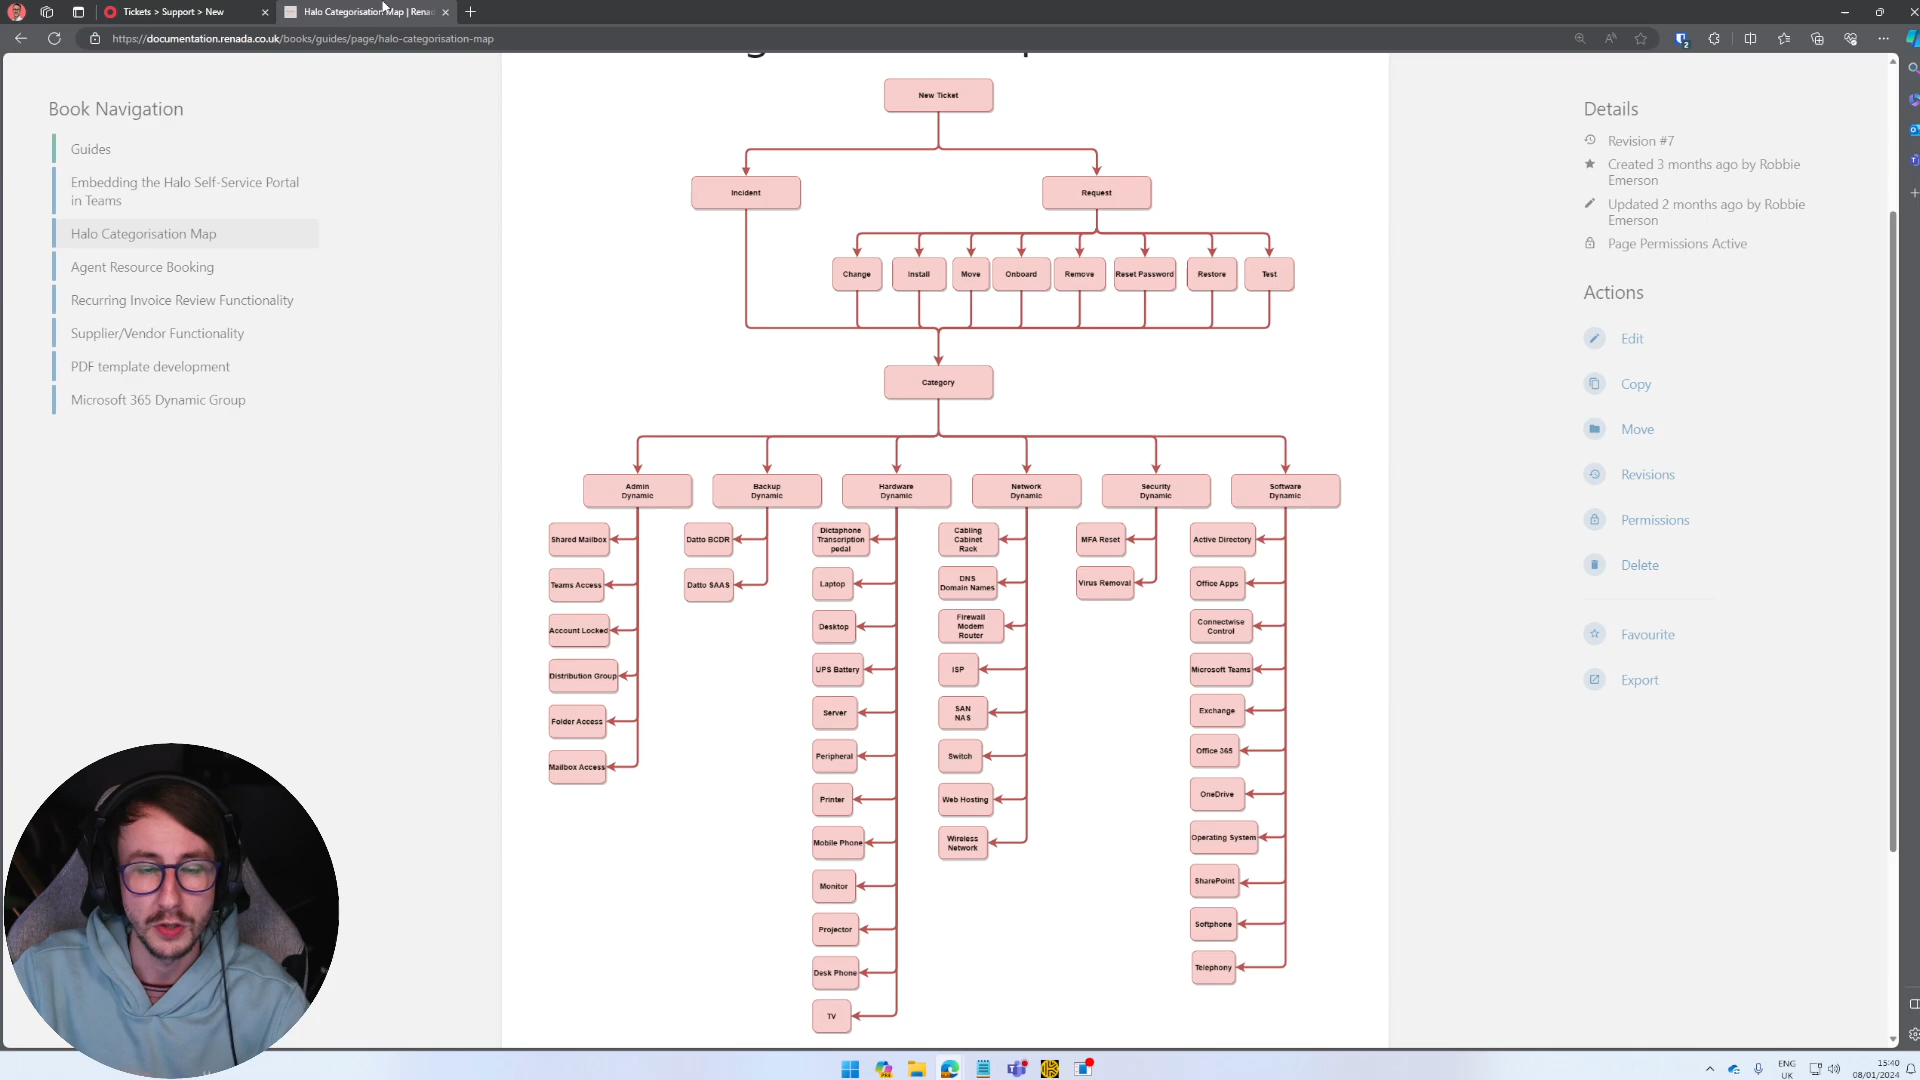 Tickets > Support > New
Halo Categorisation Map | Renad
https://documentation.renada.co.uk/books/guides/page/halo-categorisation-map
Book Navigation
Guides
Embedding the Halo Self-Service Portal
in Teams
Halo Categorisation Map
Agent Resource Booking
Recurring Invoice Review Functionality
Supplier/Vendor Functionality
PDF template development
Microsoft 365 Dynamic Group
New Ticket
Incident
Request
Change
Install
Move
Onboard
Remove
Reset Password
Restore
Test
Category
Admin
Dynamic
Backup
Dynamic
Hardware
Dynamic
Network
Dynamic
Security
Dynamic
Software
Dynamic
Shared Mailbox
Teams Access
Account Locked
Distribution Group
Folder Access
Mailbox Access
Datto BCDR
Datto SAAS
Dictaphone
Transcription
pedal
Laptop
Desktop
UPS Battery
Server
Peripheral
Printer
Mobile Phone
Monitor
Projector
Desk Phone
TV
Cabling
Cabinet
Rack
DNS
Domain Names
Firewall
Modem
Router
ISP
SAN
NAS
Switch
Web Hosting
Wireless
Network
MFA Reset
Virus Removal
Active Directory
Office Apps
Connectwise
Control
Microsoft Teams
Exchange
Office 365
OneDrive
Operating System
SharePoint
Softphone
Telephony
Details
Revision #7
Created 3 months ago by Robbie
Emerson
Updated 2 months ago by Robbie
Emerson
Page Permissions Active
Actions
Edit
Copy
Move
Revisions
Permissions
Delete
Favourite
Export
ENG
UK
15:40
08/01/2024